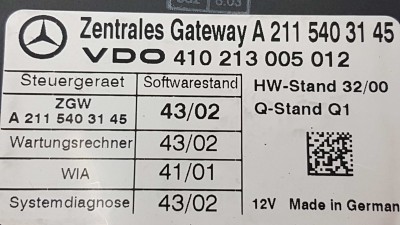 Zentrales Gateway A 211 540 31 45
VDO 410 213 005 012
Steuergeraet Softwarestand
HW-Stand 32/00
ZGW
A 211 540 31 45 43/02
Q-Stand Q1
Wartungsrechner 43/02
WIA 41/01
Systemdiagnose 43/02
12V Made in German